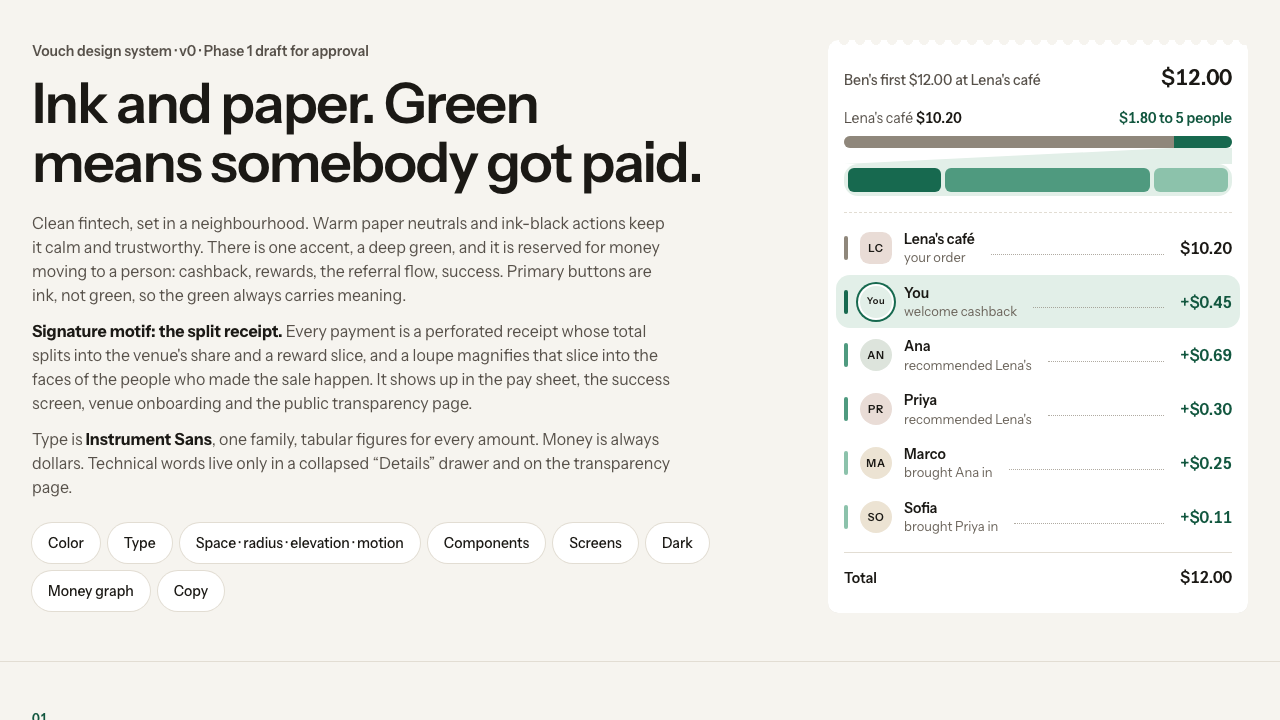 Vouch design system · v0 · Phase 1 draft for approval
Ink and paper. Green
means somebody got paid.
Clean fintech, set in a neighbourhood. Warm paper neutrals and ink-black actions keep
it calm and trustworthy. There is one accent, a deep green, and it is reserved for money
moving to a person: cashback, rewards, the referral flow, success. Primary buttons are
ink, not green, so the green always carries meaning.
Signature motif: the split receipt. Every payment is a perforated receipt whose total
splits into the venue's share and a reward slice, and a loupe magnifies that slice into the
faces of the people who made the sale happen. It shows up in the pay sheet, the success
screen, venue onboarding and the public transparency page.
Type is Instrument Sans, one family, tabular figures for every amount. Money is always
dollars. Technical words live only in a collapsed “Details” drawer and on the transparency
page.
Color Type Space · radius · elevation · motion Components Screens Dark
Money graph Copy
Ben's first $12.00 at Lena's café $12.00
Lena's café $10.20 $1.80 to 5 people
LC Lena's café $10.20
your order
You You +$0.45
welcome cashback
AN Ana +$0.69
recommended Lena's
PR Priya +$0.30
recommended Lena's
MA Marco +$0.25
brought Ana in
SO Sofia +$0.11
brought Priya in
Total $12.00
01